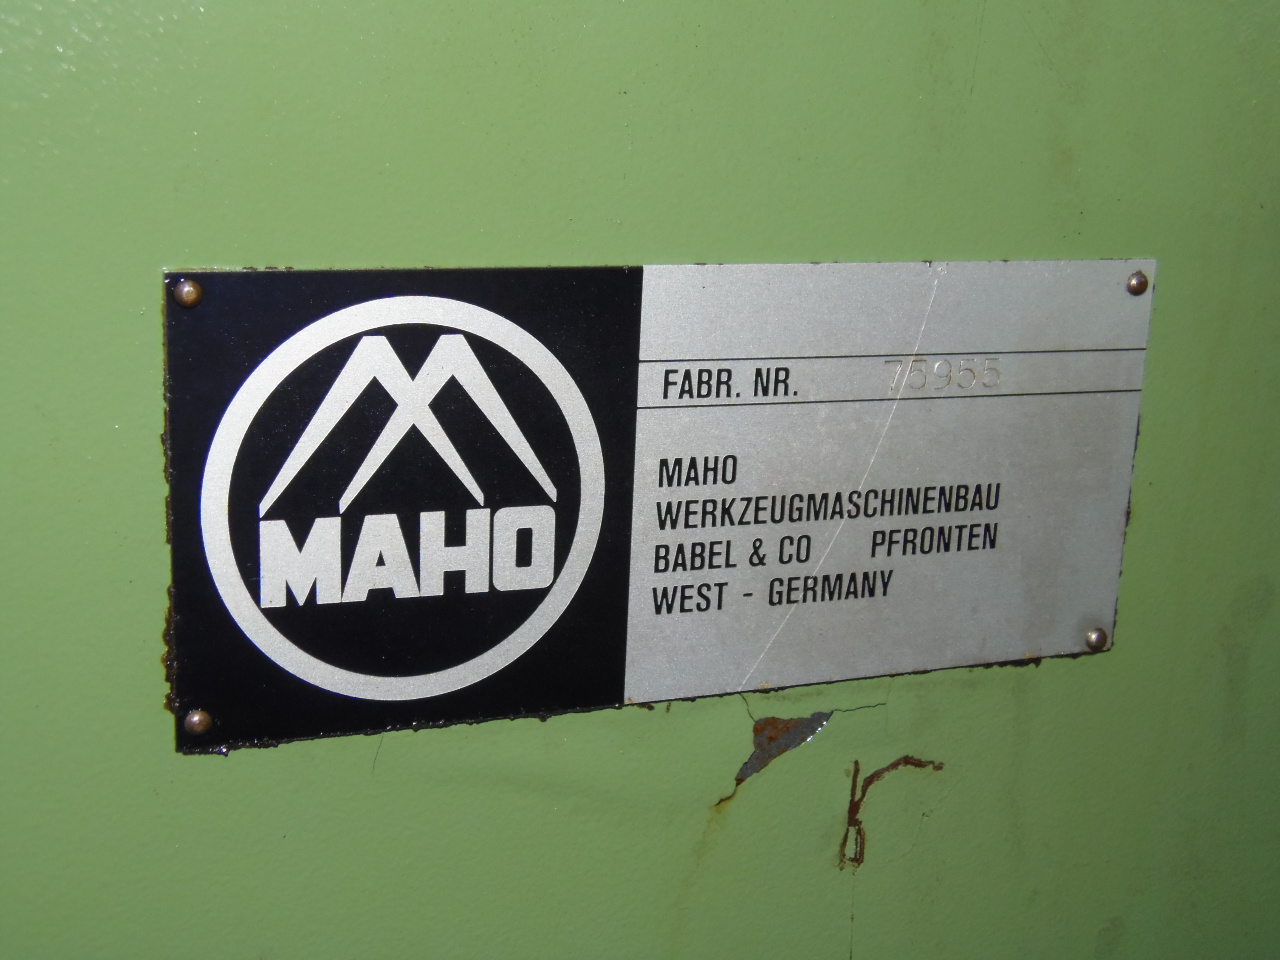 MAHO
FABR. NR. 75955
MAHO
WERKZEUGMASCHINENBAU
BABEL & CO PFRONTEN
WEST - GERMANY